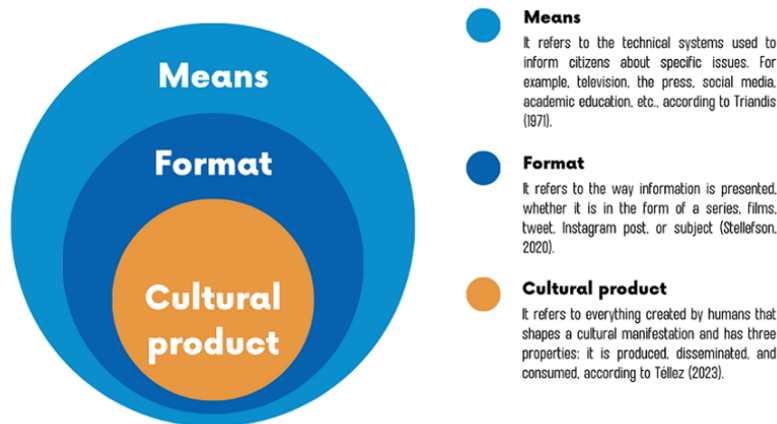 Means
Format
Cultural
product
Means
It refers to the technical systems used to
inform citizens about specific issues. For
example, television, the press, social media,
academic education, etc., according to Triandis
(1971).
Format
It refers to the way information is presented,
whether it is in the form of a series, films,
tweet, Instagram post, or subject (Stellefson,
2020).
Cultural product
It refers to everything created by humans that
shapes a cultural manifestation and has three
properties: it is produced, disseminated, and
consumed, according to Téllez (2023).